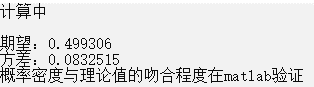 计算中
期望：0.499306
方差：0.0832515
概率密度与理论值的吻合程度在matlab验证